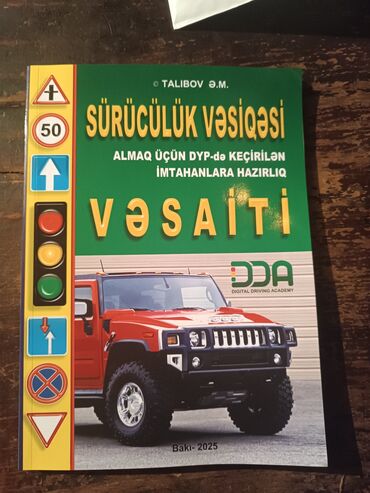 © TALIBOV Ə.M.
SÜRÜCÜLÜK VƏSİQƏSİ
ALMAQ ÜÇÜN DYP-də KEÇİRİLƏN
İMTAHANLARA HAZIRLIQ
VƏSAİTİ
50
DDA
DIGITAL DRIVING ACADEMY
Bakı- 2025